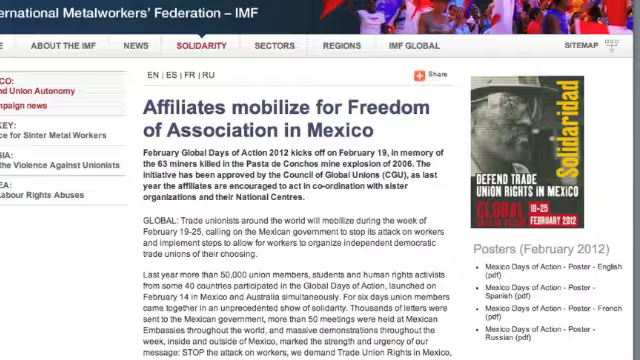 nternational Metalworkers' Federation – IMF
E ABOUT THE IMF NEWS SOLIDARITY SECTORS REGIONS IMF GLOBAL SITEMAP
CO:
nd Union Autonomy
mpaign news
KEY:
ce for Sinter Metal Workers
SIA:
the Violence Against Unionists
EA:
abour Rights Abuses
EN | ES | FR | RU
Share
Affiliates mobilize for Freedom
of Association in Mexico
February Global Days of Action 2012 kicks off on February 19, in memory of
the 63 miners killed in the Pasta de Conchos mine explosion of 2006. The
initiative has been approved by the Council of Global Unions (CGU), as last
year the affiliates are encouraged to act in co-ordination with sister
organizations and their National Centres.
GLOBAL: Trade unionists around the world will mobilize during the week of
February 19-25, calling on the Mexican government to stop its attack on workers
and implement steps to allow for workers to organize independent democratic
trade unions of their choosing.
Last year more than 50,000 union members, students and human rights activists
from some 40 countries participated in the Global Days of Action, launched on
February 14 in Mexico and Australia simultaneously. For six days union members
came together in an unprecedented show of solidarity. Thousands of letters were
sent to the Mexican government, more than 50 meetings were held at Mexican
Embassies throughout the world, and massive demonstrations throughout the
week, inside and outside of Mexico, marked the strength and urgency of our
message: STOP the attack on workers, we demand Trade Union Rights in Mexico,
Solidaridad
DEFEND TRADE
UNION RIGHTS IN MEXICO
GLOBAL 19-25
DAYS OF ACTION FEBRUARY 2012
Posters (February 2012)
Mexico Days of Action - Poster - English
(pdf)
Mexico Days of Action - Poster -
Spanish (pdf)
Mexico Days of Action - Poster - French
(pdf)
Mexico Days of Action - Poster -
Russian (pdf)